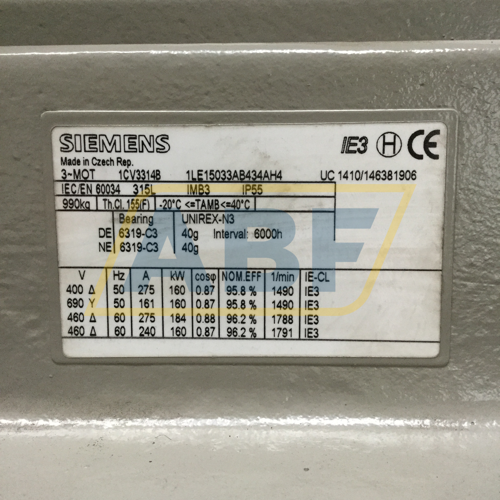 SIEMENS IE3 H CE
Made in Czech Rep.
3~MOT 1CV3314B 1LE15033AB434AH4 UC 1410/146381906
IEC/EN 60034 315L IMB3 IP55
990kg Th.Cl. 155(F) -20°C <=TAMB<=40°C
Bearing UNIREX-N3
DE 6319-C3 40g Interval: 6000h
NE 6319-C3 40g
V Hz A kW cosφ NOM.EFF 1/min IE-CL
400 Δ 50 275 160 0.87 95.8 % 1490 IE3
690 Y 50 161 160 0.87 95.8 % 1490 IE3
460 Δ 60 275 184 0.88 96.2 % 1788 IE3
460 Δ 60 240 160 0.87 96.2 % 1791 IE3
ABF